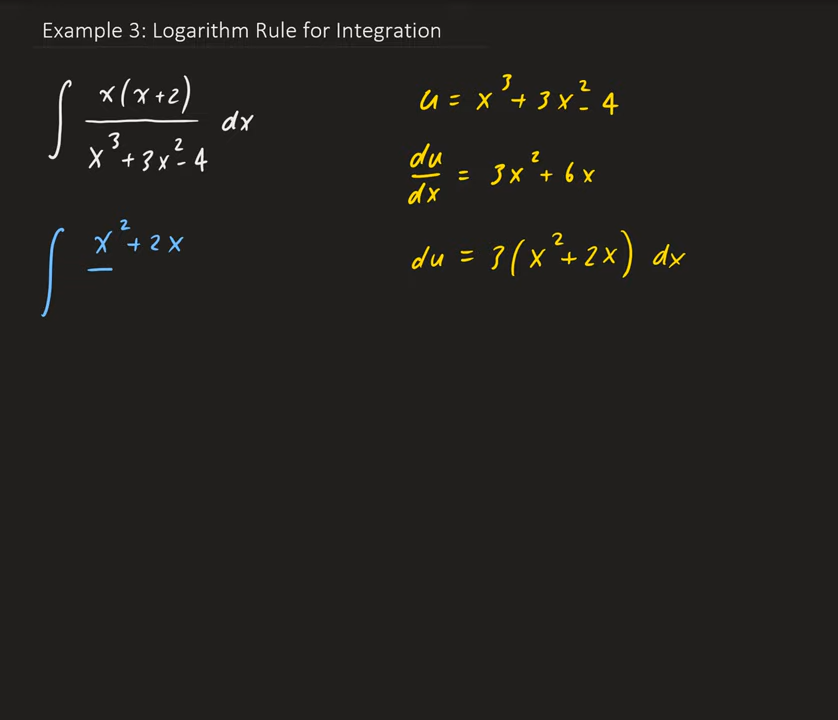 Example 3: Logarithm Rule for Integration
∫ x(x+2) / x³+3x²-4 dx
u = x³+3x²-4
du/dx = 3x²+6x
∫ x²+2x
du = 3(x²+2x) dx